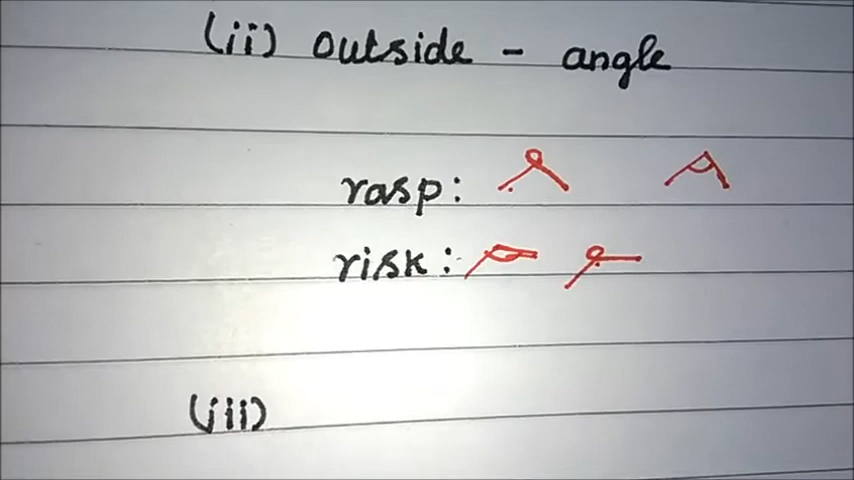 (ii) outside - angle
rasp:
risk:
(iii)